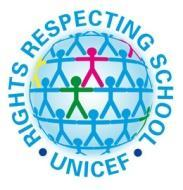 RIGHTS RESPECTING SCHOOL
UNICEF